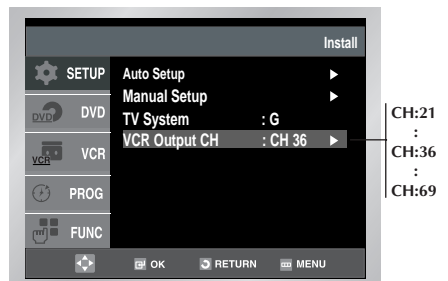 Install
SETUP
DVD
DVD
VCR
VCR
PROG
FUNC
Auto Setup
Manual Setup
TV System : G
VCR Output CH : CH 36
CH:21
:
CH:36
:
CH:69
OK RETURN MENU